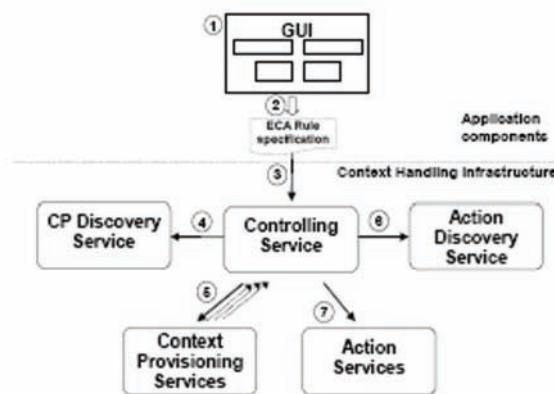 1
GUI
2
ECA Rule
specification
Application
components
3
Context Handling Infrastructure
CP Discovery
Service
4
Controlling
Service
6
Action
Discovery
Service
5
7
Context
Provisioning
Services
Action
Services